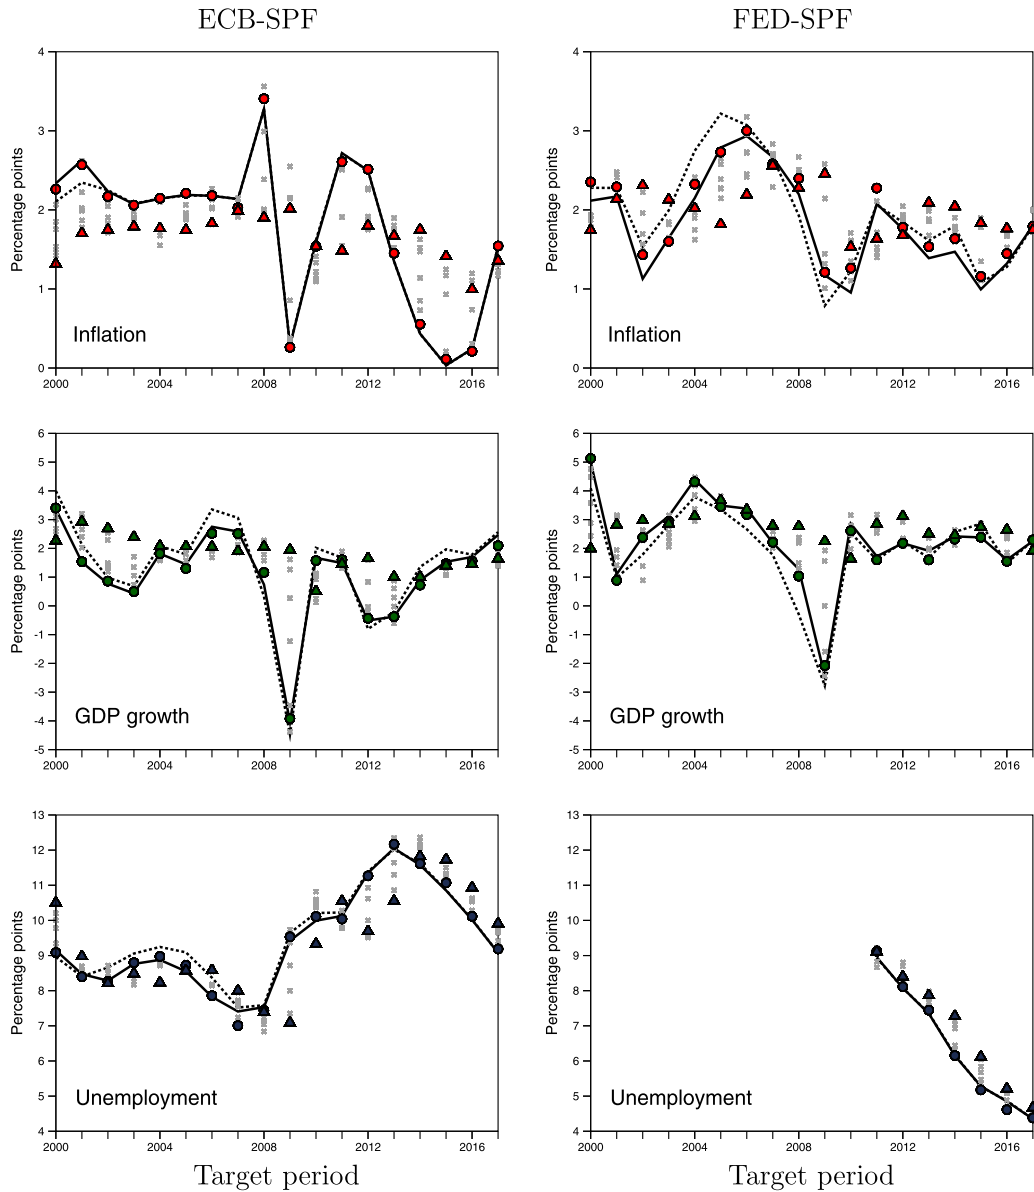 ECB-SPF
FED-SPF
Percentage points
4
3
2
1
0
Inflation
2000 2004 2008 2012 2016
Percentage points
4
3
2
1
0
Inflation
2000 2004 2008 2012 2016
Percentage points
6
5
4
3
2
1
0
-1
-2
-3
-4
-5
GDP growth
2000 2004 2008 2012 2016
Percentage points
6
5
4
3
2
1
0
-1
-2
-3
-4
-5
GDP growth
2000 2004 2008 2012 2016
Percentage points
13
12
11
10
9
8
7
6
5
4
Unemployment
2000 2004 2008 2012 2016
Target period
Percentage points
13
12
11
10
9
8
7
6
5
4
Unemployment
2000 2004 2008 2012 2016
Target period